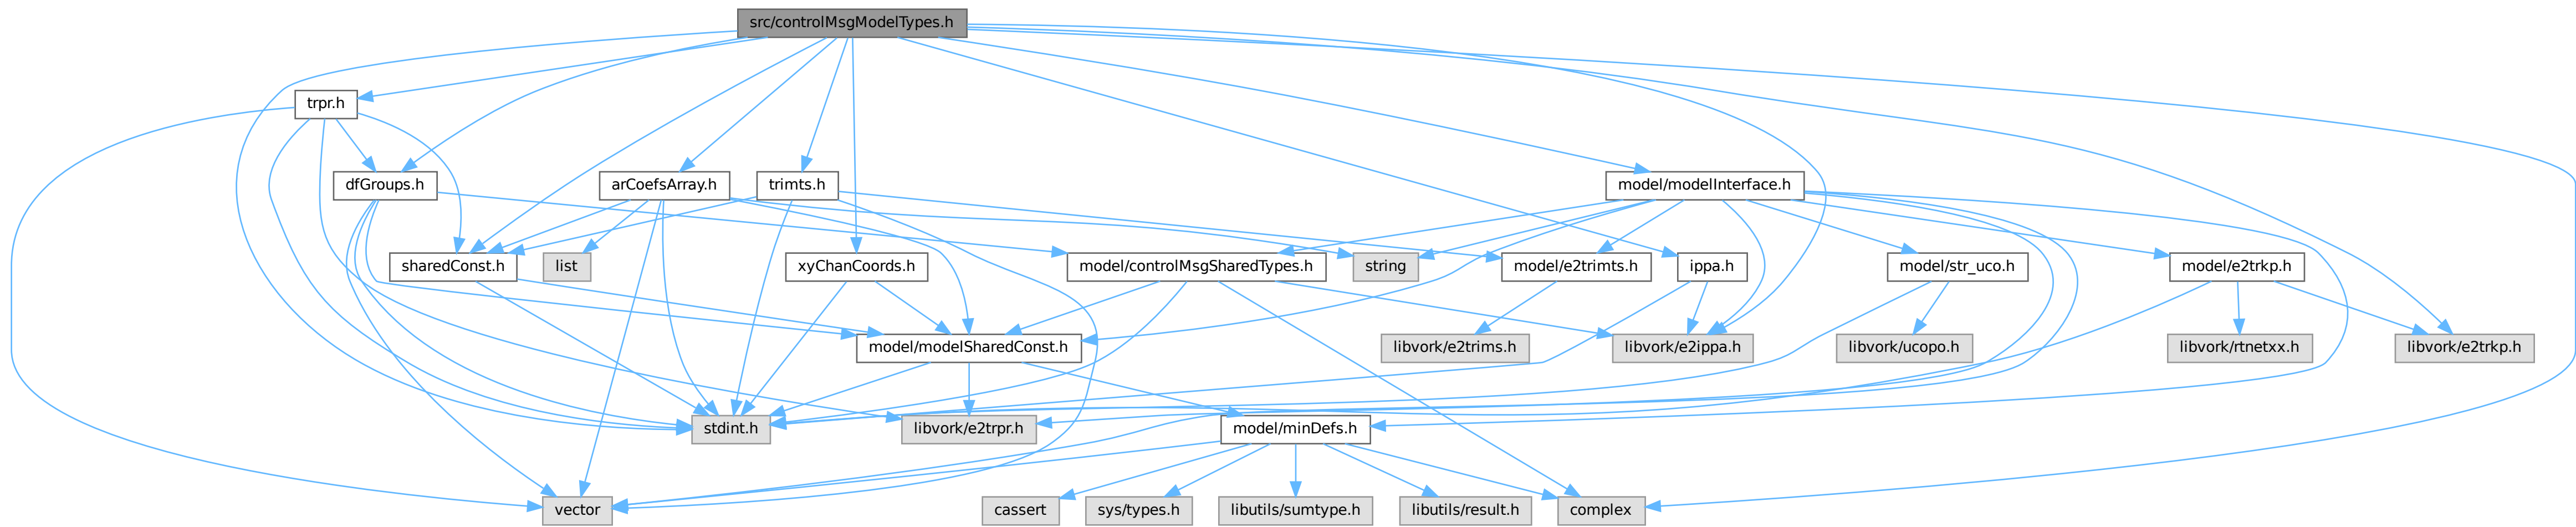 src/controlMsgModelTypes.h
trpr.h
dfGroups.h
arCoefsArray.h
trimts.h
model/modelInterface.h
sharedConst.h
list
xyChanCoords.h
model/controlMsgSharedTypes.h
string
model/e2trimts.h
ippa.h
model/str_uco.h
model/e2trkp.h
model/modelSharedConst.h
libvork/e2trims.h
libvork/e2ippa.h
libvork/ucopo.h
libvork/rtnetxx.h
libvork/e2trkp.h
stdint.h
libvork/e2trpr.h
model/minDefs.h
vector
cassert
sys/types.h
libutils/sumtype.h
libutils/result.h
complex